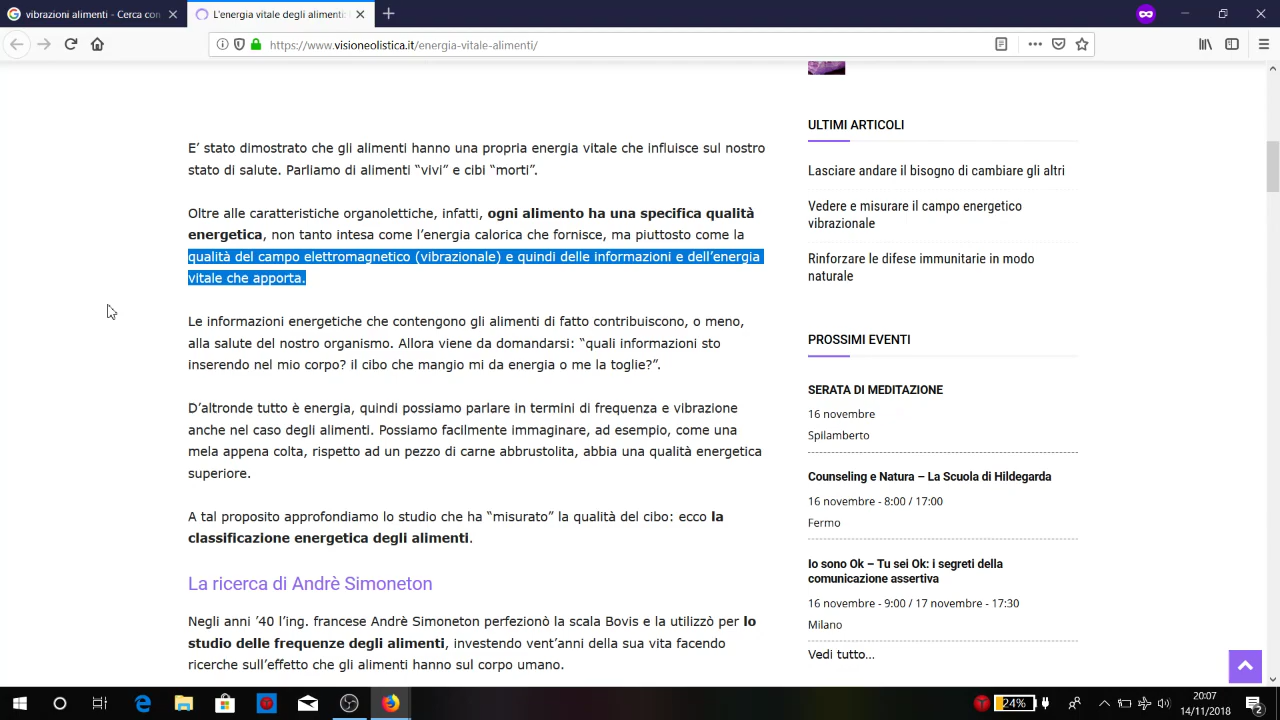 vibrazioni alimenti - Cerca con
L'energia vitale degli alimenti:
https://www.visioneolistica.it/energia-vitale-alimenti/
E' stato dimostrato che gli alimenti hanno una propria energia vitale che influisce sul nostro
stato di salute. Parliamo di alimenti “vivi” e cibi “morti”.
Oltre alle caratteristiche organolettiche, infatti, ogni alimento ha una specifica qualità
energetica, non tanto intesa come l’energia calorica che fornisce, ma piuttosto come la
qualità del campo elettromagnetico (vibrazionale) e quindi delle informazioni e dell’energia
vitale che apporta.
Le informazioni energetiche che contengono gli alimenti di fatto contribuiscono, o meno,
alla salute del nostro organismo. Allora viene da domandarsi: “quali informazioni sto
inserendo nel mio corpo? il cibo che mangio mi da energia o me la toglie?”.
D’altronde tutto è energia, quindi possiamo parlare in termini di frequenza e vibrazione
anche nel caso degli alimenti. Possiamo facilmente immaginare, ad esempio, come una
mela appena colta, rispetto ad un pezzo di carne abbrustolita, abbia una qualità energetica
superiore.
A tal proposito approfondiamo lo studio che ha “misurato” la qualità del cibo: ecco la
classificazione energetica degli alimenti.
La ricerca di Andrè Simoneton
Negli anni ’40 l’ing. francese Andrè Simoneton perfezionò la scala Bovis e la utilizzò per lo
studio delle frequenze degli alimenti, investendo vent’anni della sua vita facendo
ricerche sull’effetto che gli alimenti hanno sul corpo umano.
ULTIMI ARTICOLI
Lasciare andare il bisogno di cambiare gli altri
Vedere e misurare il campo energetico
vibrazionale
Rinforzare le difese immunitarie in modo
naturale
PROSSIMI EVENTI
SERATA DI MEDITAZIONE
16 novembre
Spilamberto
Counseling e Natura – La Scuola di Hildegarda
16 novembre - 8:00 / 17:00
Fermo
Io sono Ok – Tu sei Ok: i segreti della
comunicazione assertiva
16 novembre - 9:00 / 17 novembre - 17:30
Milano
Vedi tutto...
24%
20:07
14/11/2018
2